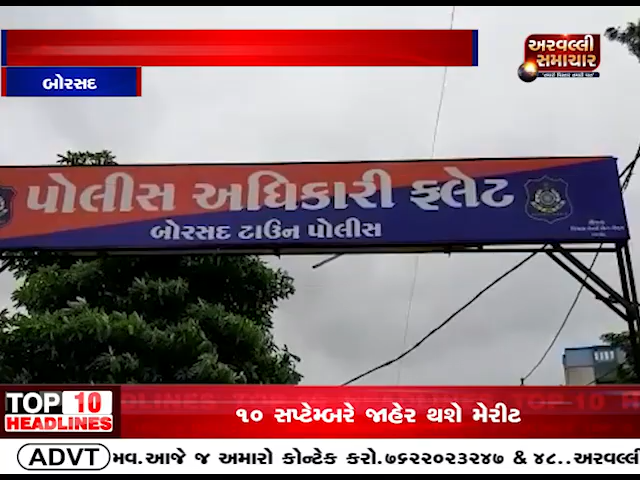 અરવલ્લી
સમાચાર
બોરસદ
પોલીસ અધિકારી ફ્લેટ
બોરસદ ટાઉન પોલીસ
TOP 10
HEADLINES
૧૦ સપ્ટેમ્બરે જાહેર થશે મેરીટ
ADVT
મવ.આજે જ અમારો કોન્ટેક કરો.૭૬૨૨૦૨૩૨૪૭ & ૪૮..અરવલ્લી